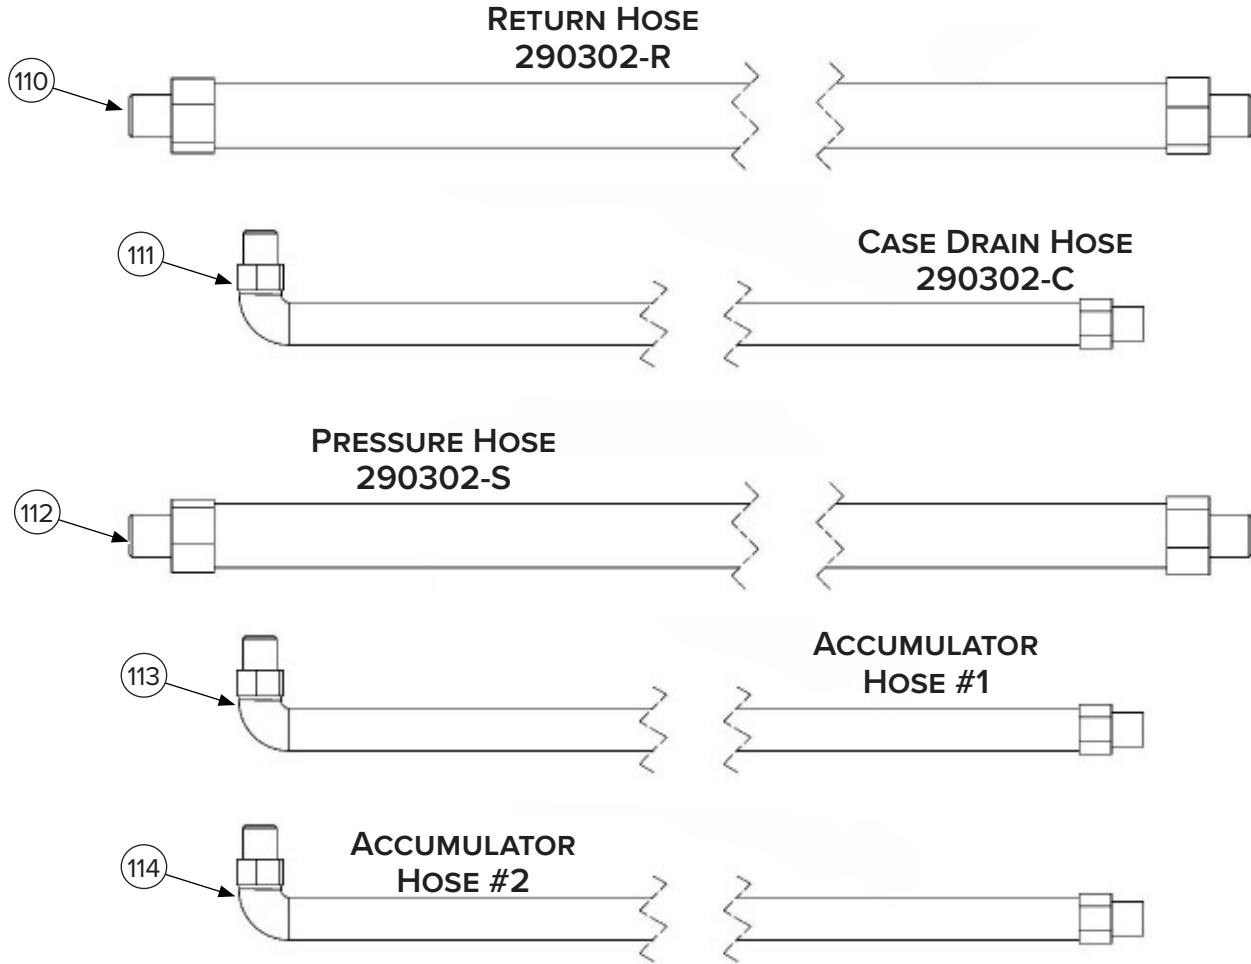 RETURN HOSE
290302-R
110
111
CASE DRAIN HOSE
290302-C
PRESSURE HOSE
290302-S
112
113
ACCUMULATOR
HOSE #1
114
ACCUMULATOR
HOSE #2